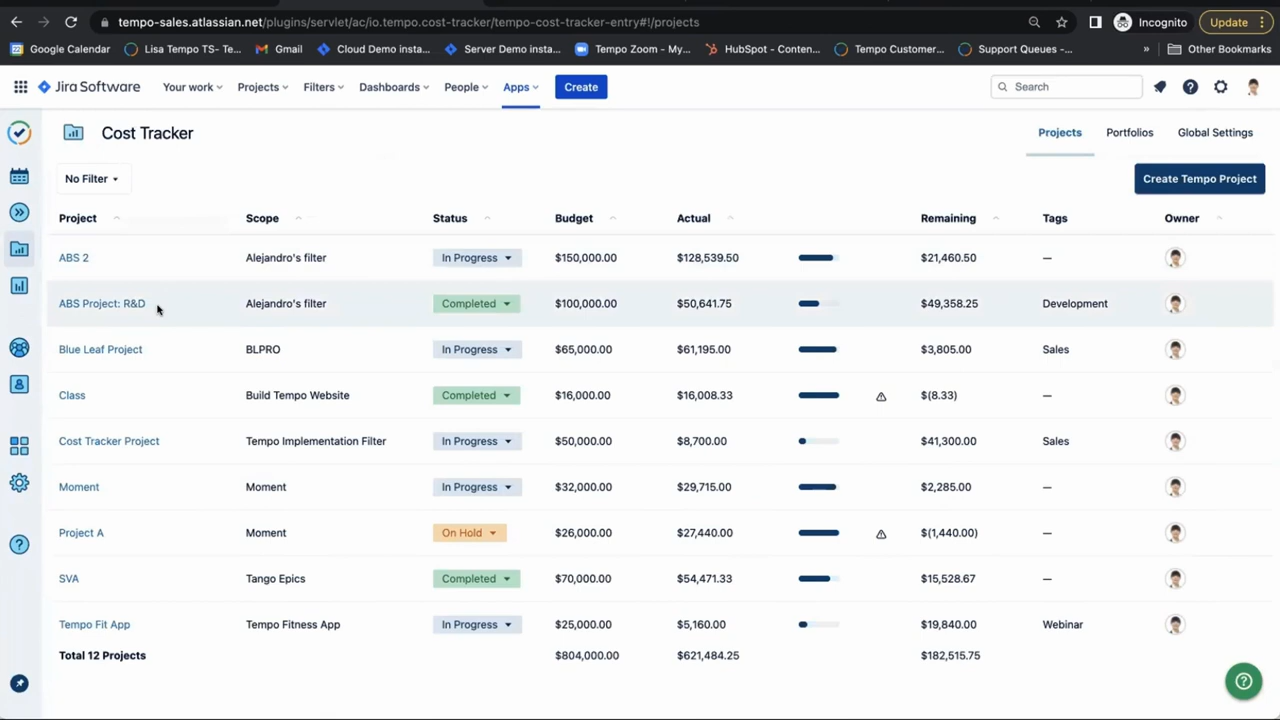 tempo-sales.atlassian.net/plugins/servlet/ac/io.tempo.cost-tracker/tempo-cost-tracker-entry#!/projects Incognito Update
Google Calendar Lisa Tempo TS- Te... Gmail Cloud Demo insta... Server Demo insta... Tempo Zoom - My... HubSpot - Conten... Tempo Customer... Support Queues -... » Other Bookmarks
Jira Software Your work Projects Filters Dashboards People Apps Create Search
Cost Tracker Projects Portfolios Global Settings
No Filter Create Tempo Project
Project Scope Status Budget Actual Remaining Tags Owner
ABS 2 Alejandro's filter In Progress $150,000.00 $128,539.50 $21,460.50 —
ABS Project: R&D Alejandro's filter Completed $100,000.00 $50,641.75 $49,358.25 Development
Blue Leaf Project BLPRO In Progress $65,000.00 $61,195.00 $3,805.00 Sales
Class Build Tempo Website Completed $16,000.00 $16,008.33 $(8.33) —
Cost Tracker Project Tempo Implementation Filter In Progress $50,000.00 $8,700.00 $41,300.00 Sales
Moment Moment In Progress $32,000.00 $29,715.00 $2,285.00 —
Project A Moment On Hold $26,000.00 $27,440.00 $(1,440.00) —
SVA Tango Epics Completed $70,000.00 $54,471.33 $15,528.67 —
Tempo Fit App Tempo Fitness App In Progress $25,000.00 $5,160.00 $19,840.00 Webinar
Total 12 Projects $804,000.00 $621,484.25 $182,515.75